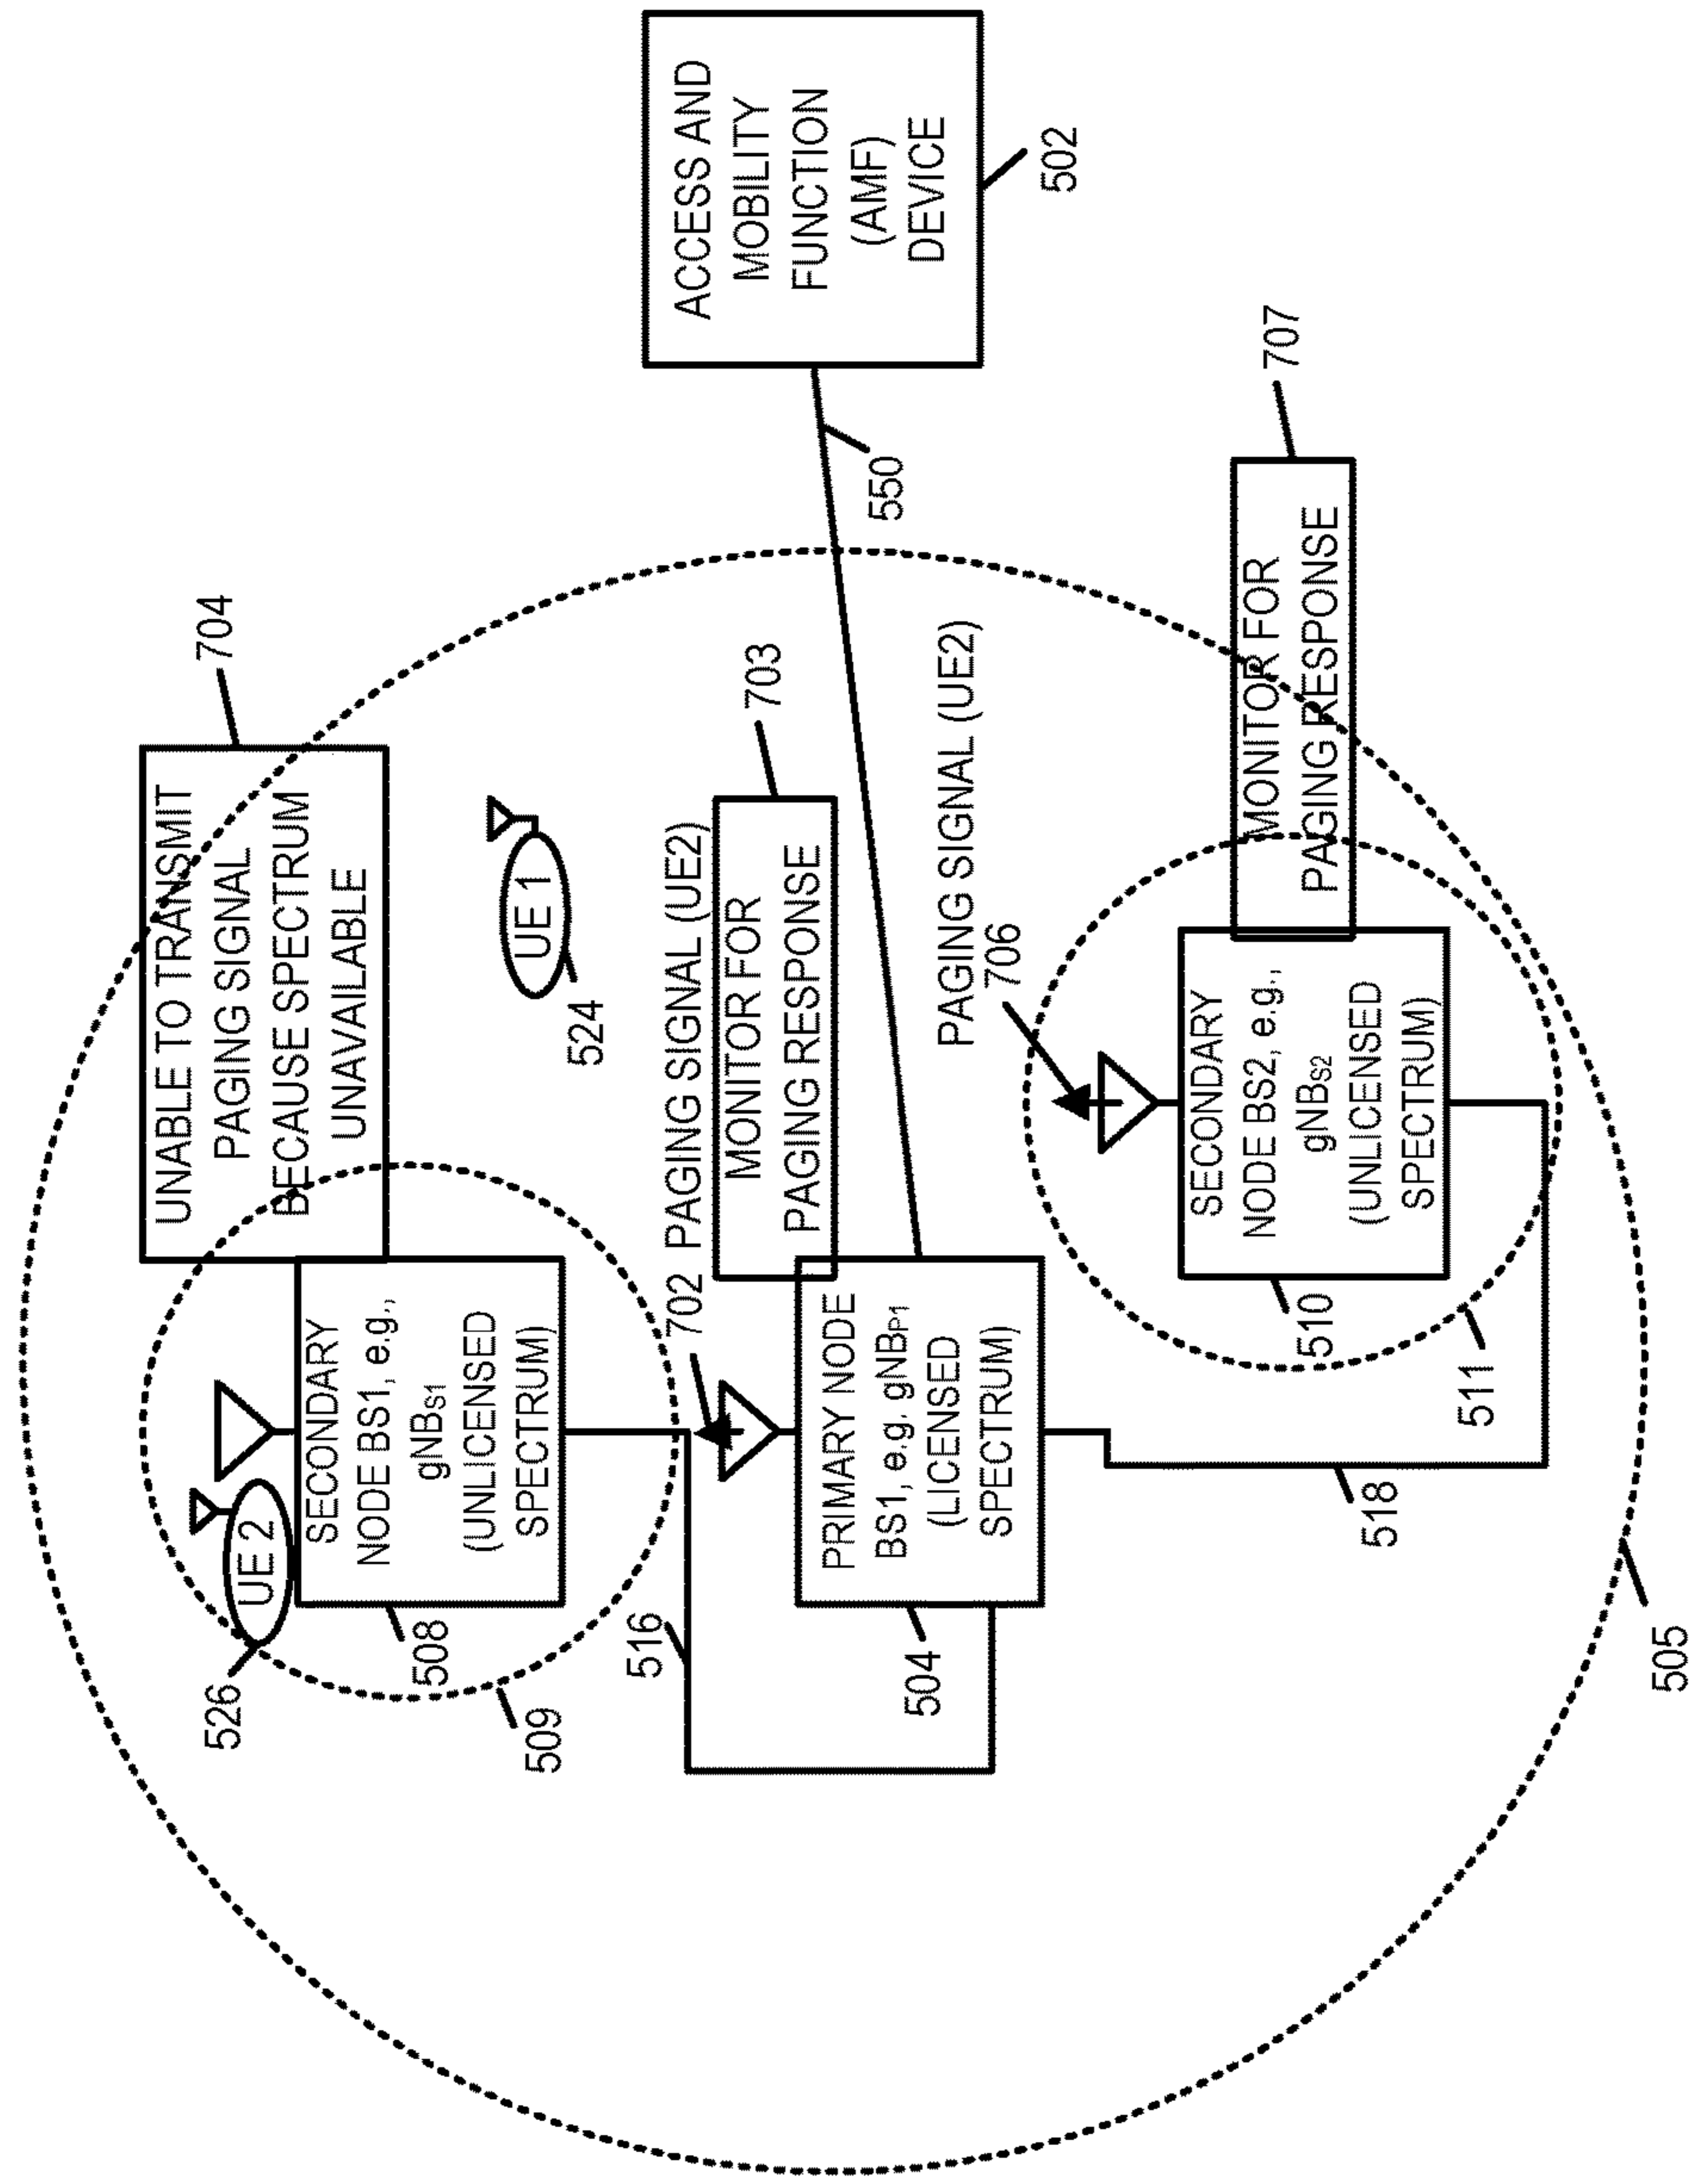 ACCESS AND
MOBILITY
FUNCTION
(AMF)
DEVICE
502
550
704
UNABLE TO TRANSMIT
PAGING SIGNAL
BECAUSE SPECTRUM
UNAVAILABLE
UE 1
524
703
702 PAGING SIGNAL (UE2)
MONITOR FOR
PAGING RESPONSE
PAGING SIGNAL (UE2)
706
707
MONITOR FOR
PAGING RESPONSE
UE 2
526
SECONDARY
NODE BS1, e.g.,
gNBS1
(UNLICENSED
SPECTRUM)
508
509
516
PRIMARY NODE
BS1, e.g. gNBP1
(LICENSED
SPECTRUM)
504
SECONDARY
NODE BS2, e.g.,
gNBS2
(UNLICENSED
SPECTRUM)
510
511
518
505